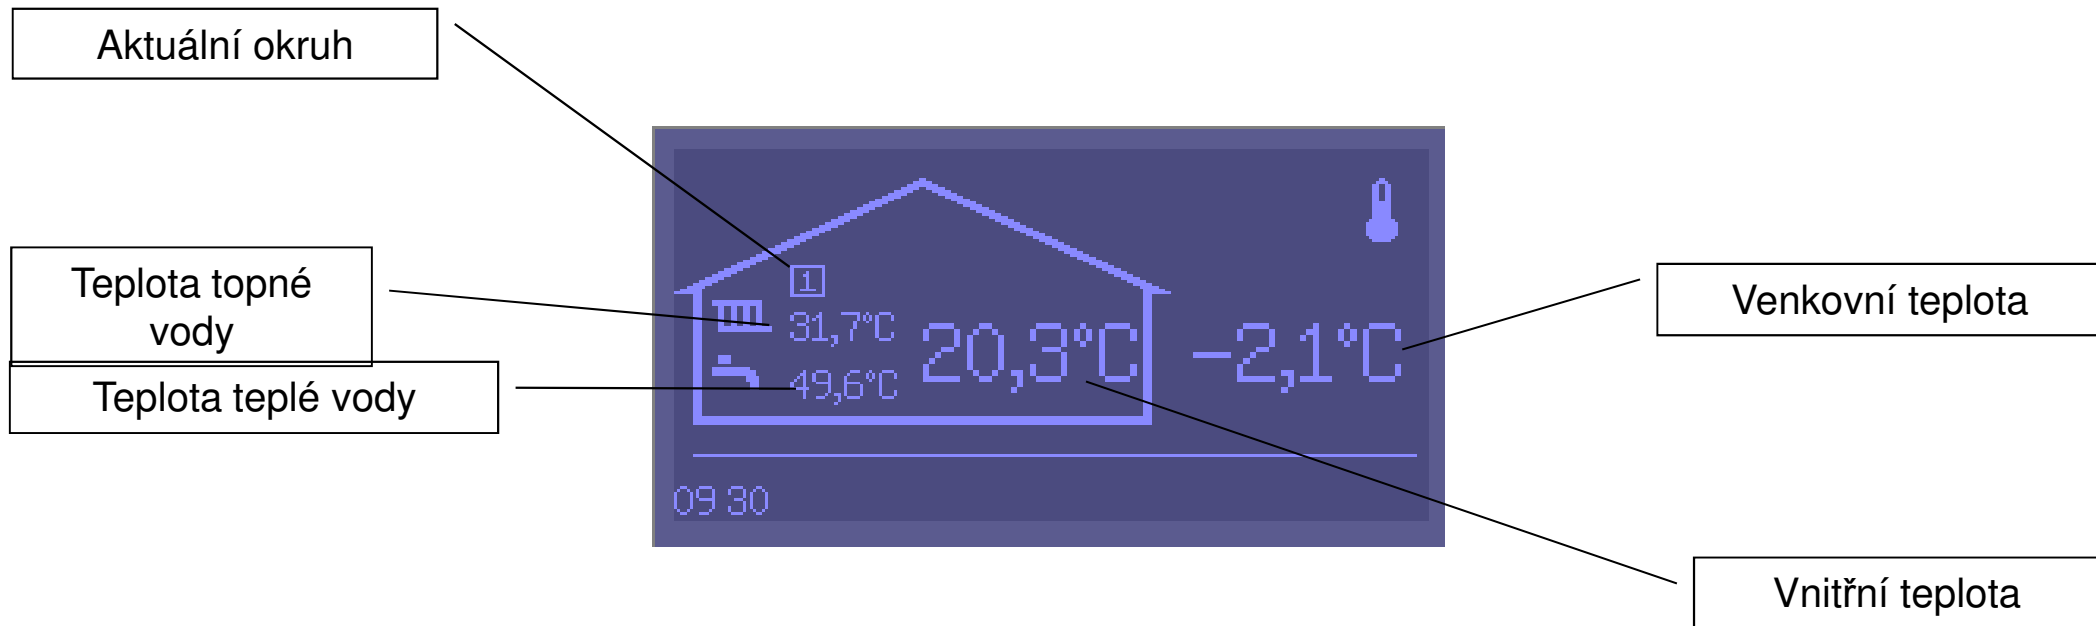 Aktuální okruh
Teplota topné
vody
Teplota teplé vody
1
31,7°C
49,6°C
20,3°C
-2,1°C
09 30
Venkovní teplota
Vnitřní teplota